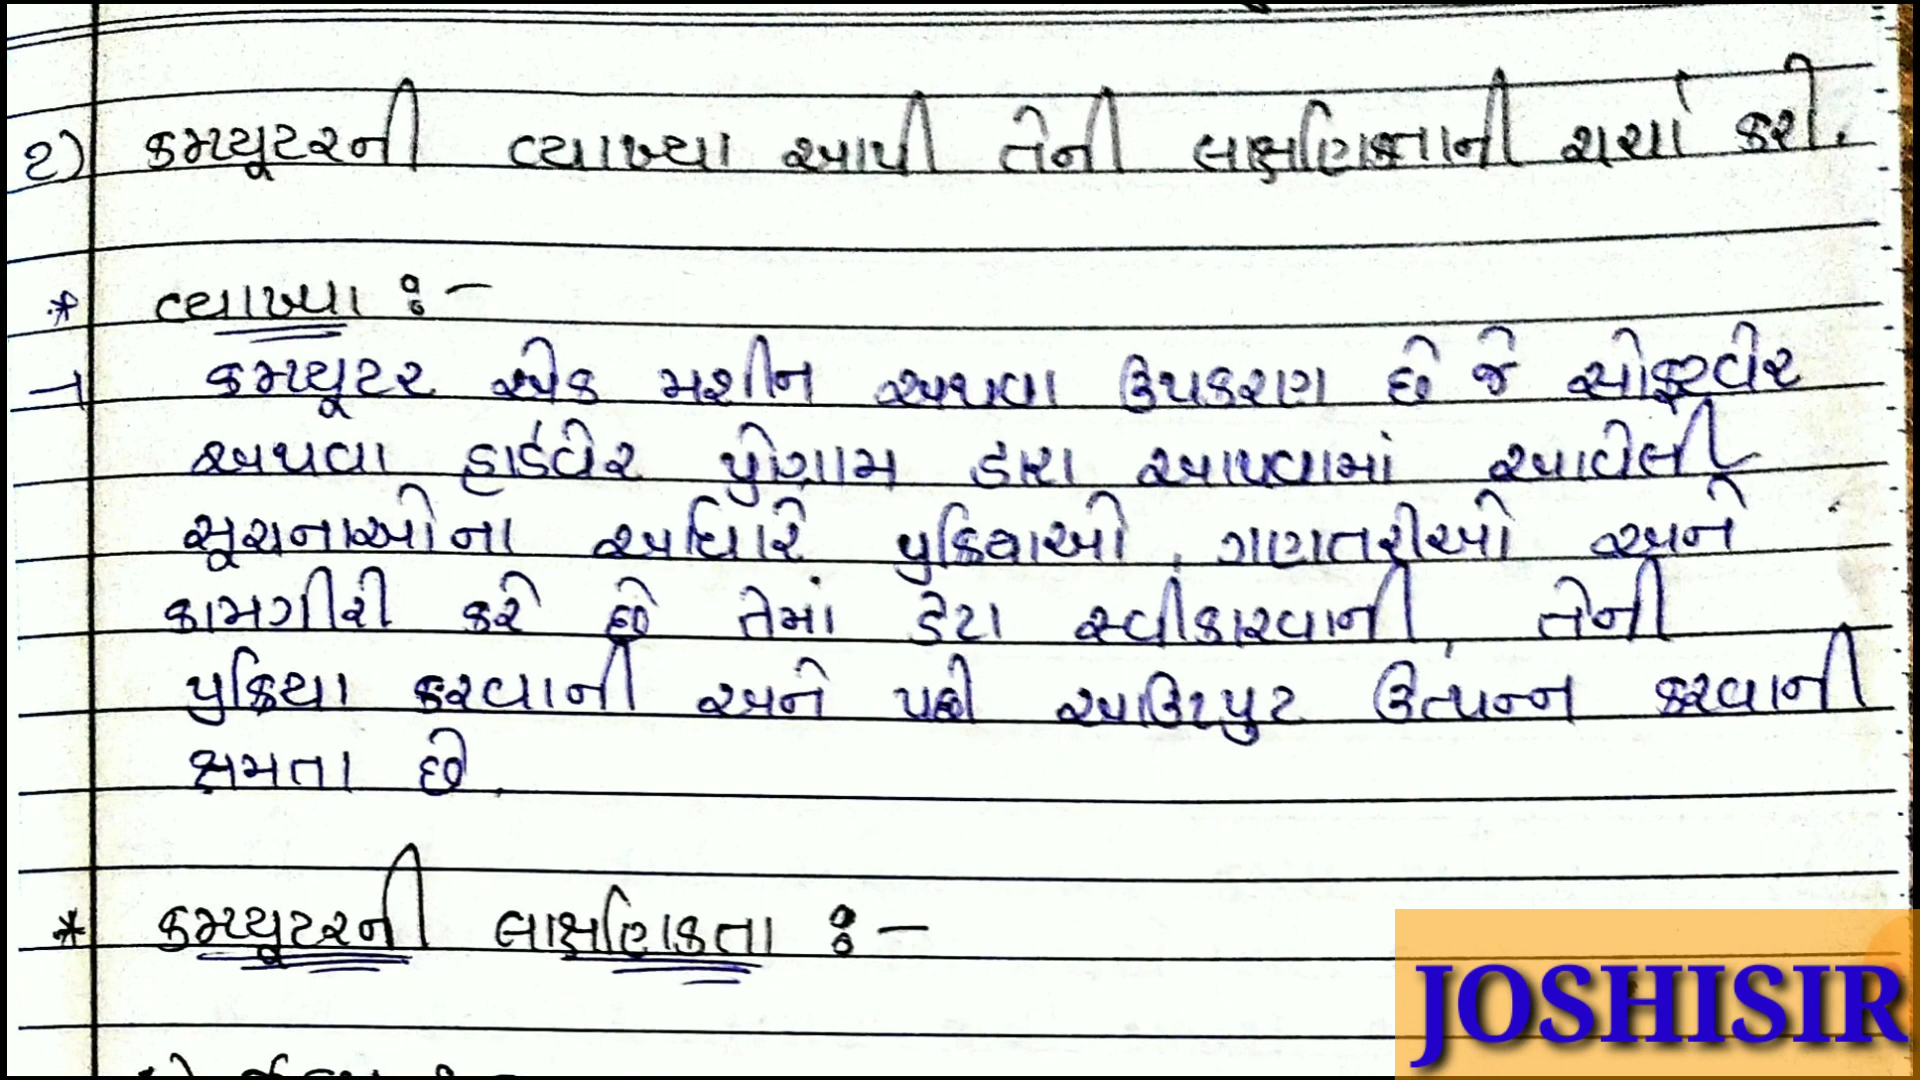 ૨) કમ્પ્યૂટરની વ્યાખ્યા આપી તેની લાક્ષણિકતાની ચર્ચા કરો.
* વ્યાખ્યા :-
→ કમ્પ્યૂટર એક મશીન અથવા ઉપકરણ છે જે સોફ્ટવેર
અથવા હાર્ડવેર પ્રોગ્રામ દ્વારા આપવામાં આવેલી
સૂચનાઓના આધારે પ્રક્રિયાઓ, ગણતરીઓ અને
કામગીરી કરે છે તેમાં ડેટા સ્વીકારવાની, તેની
પ્રક્રિયા કરવાની અને પછી આઉટપુટ ઉત્પન્ન કરવાની
ક્ષમતા છે.
* કમ્પ્યૂટરની લાક્ષણિકતા :-
JOSHISIR